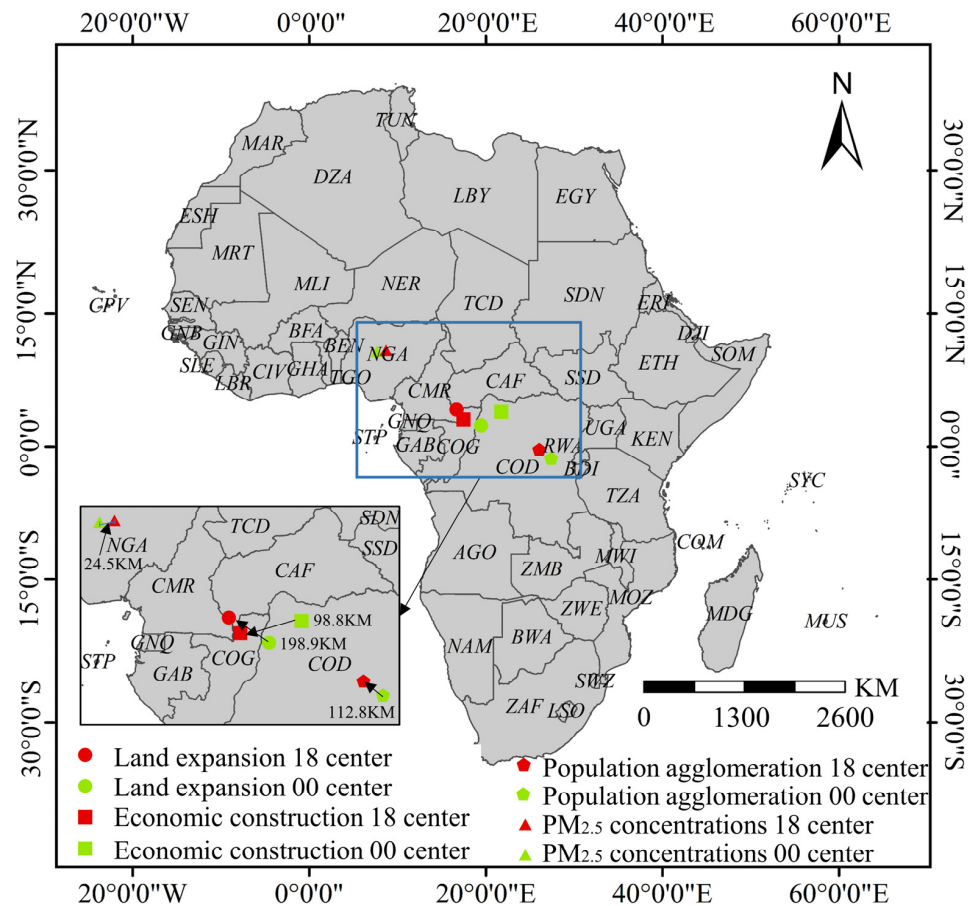 20°0'0"W 0°0'0" 20°0'0"E 40°0'0"E 60°0'0"E
30°0'0"N
15°0'0"N
0°0'0"
15°0'0"S
30°0'0"S
30°0'0"N
15°0'0"N
0°0'0"
15°0'0"S
30°0'0"S
N
TUN
MAR
DZA
LBY EGY
ESH
MRT
MLI NER
TCD SDN
CPV SEN ERI
GNB GIN BFA BEN NGA DJI
SLE CIV GHA SOM
LBR TGO CAF SSD ETH
CMR
GNQ UGA
STP GAB COG RWA KEN
COD BDI
TZA SYC
AGO COM
ZMB MWI
MOZ
ZWE MDG MUS
NAM BWA
SWZ
ZAF LSO
TCD SDN
NGA SSD
24.5KM
CMR CAF
98.8KM
GNQ 198.9KM
STP COG COD
GAB
112.8KM
KM
0 1300 2600
Land expansion 18 center
Land expansion 00 center
Economic construction 18 center
Economic construction 00 center
Population agglomeration 18 center
Population agglomeration 00 center
PM2.5 concentrations 18 center
PM2.5 concentrations 00 center
20°0'0"W 0°0'0" 20°0'0"E 40°0'0"E 60°0'0"E